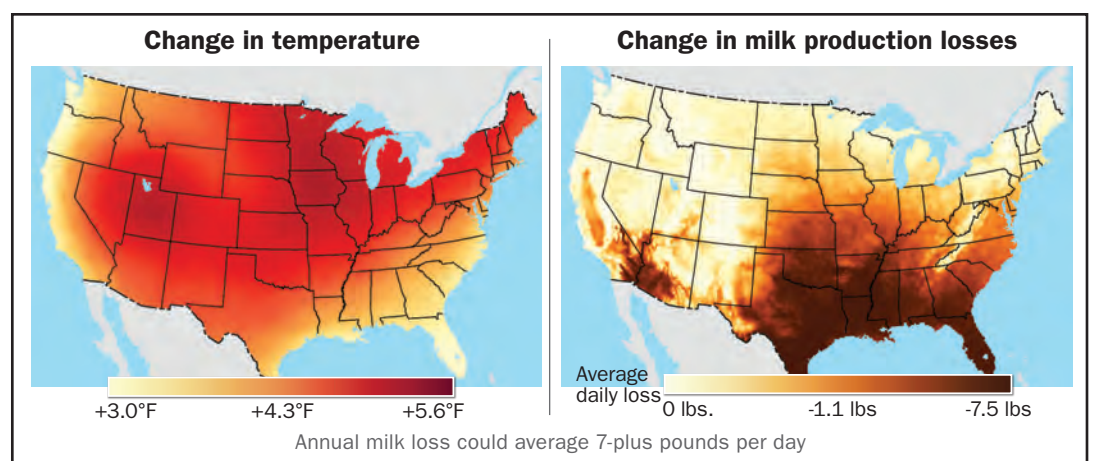 Change in temperature
+3.0°F
+4.3°F
+5.6°F
Change in milk production losses
Average
daily loss
0 lbs.
-1.1 lbs
-7.5 lbs
Annual milk loss could average 7-plus pounds per day